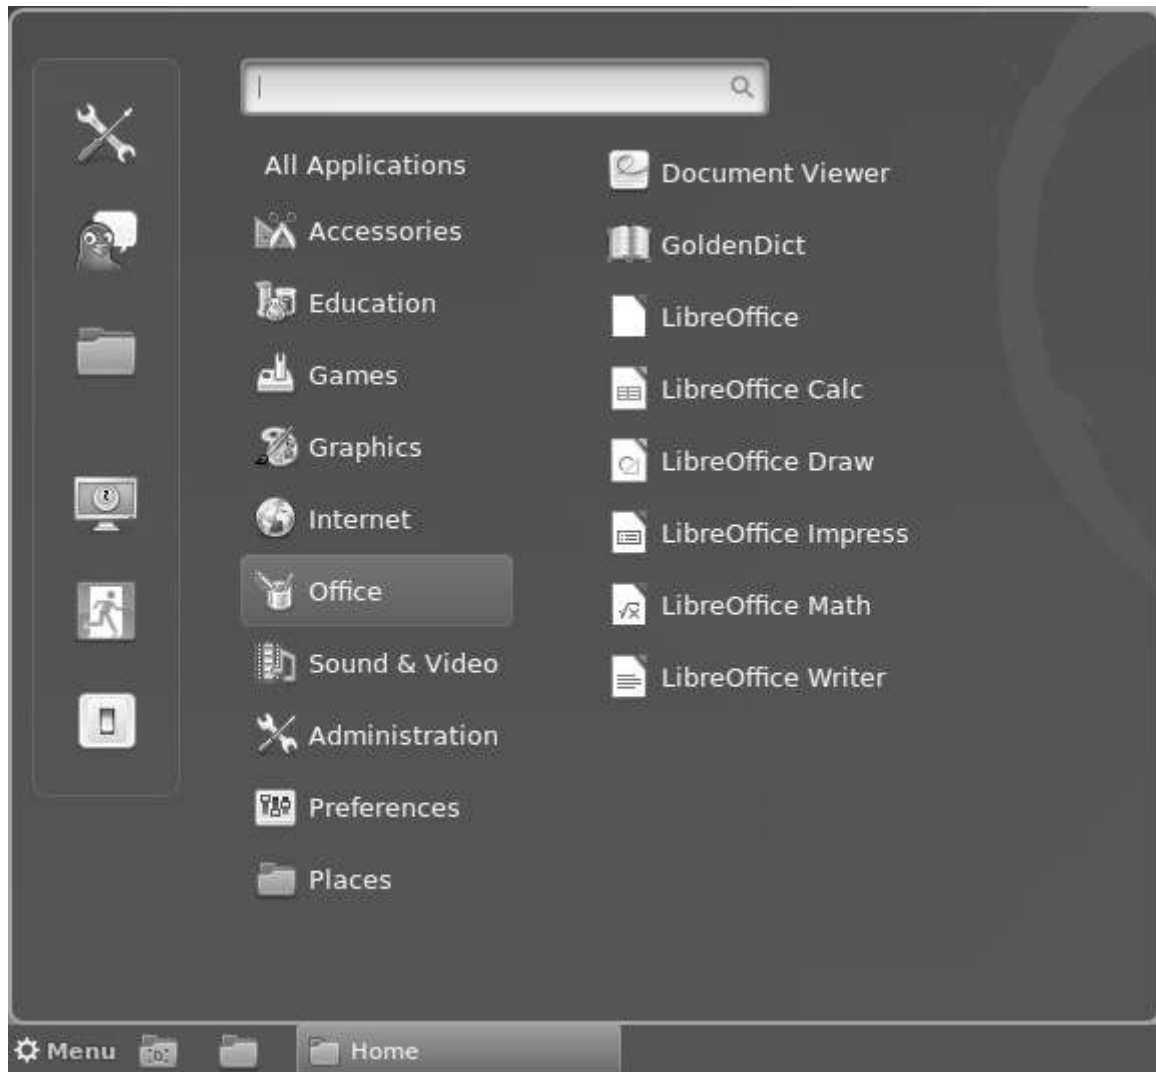 All Applications
Accessories
Education
Games
Graphics
Internet
Office
Sound & Video
Administration
Preferences
Places
Document Viewer
GoldenDict
LibreOffice
LibreOffice Calc
LibreOffice Draw
LibreOffice Impress
LibreOffice Math
LibreOffice Writer
Menu
Home